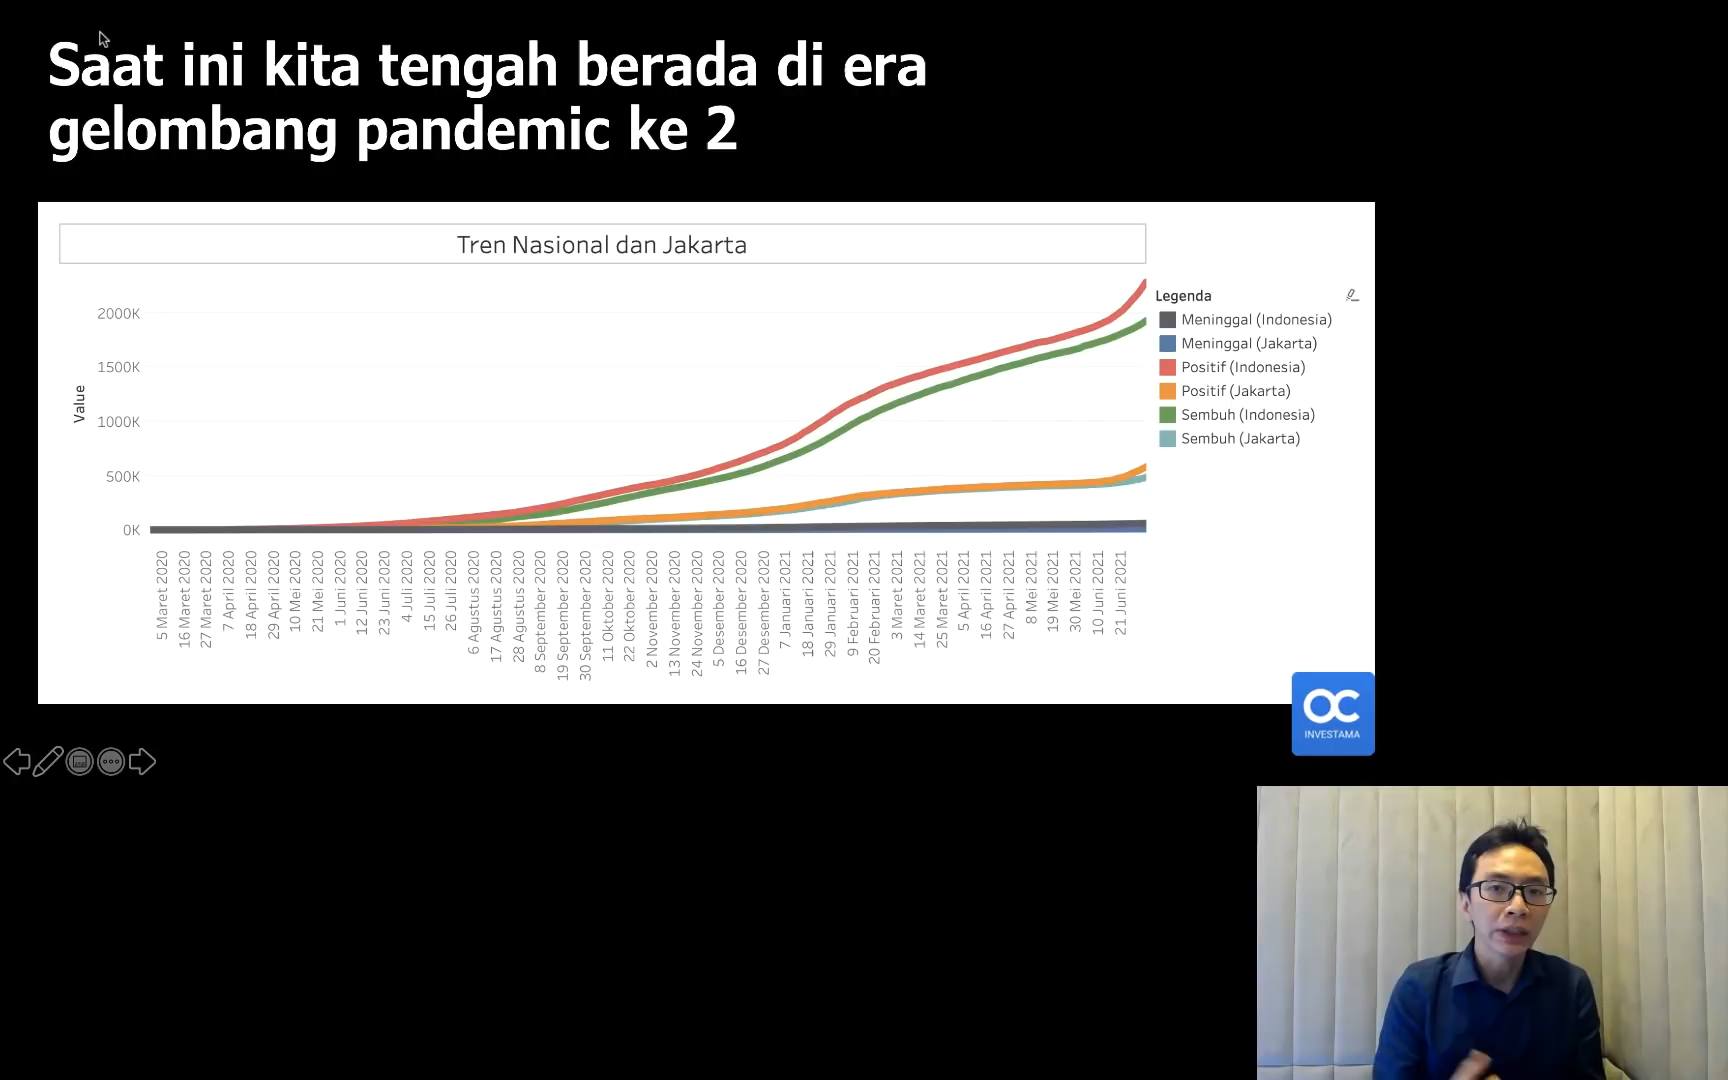 Saat ini kita tengah berada di era
gelombang pandemic ke 2
Tren Nasional dan Jakarta
Value
2000K
1500K
1000K
500K
0K
5 Maret 2020
16 Maret 2020
27 Maret 2020
7 April 2020
18 April 2020
29 April 2020
10 Mei 2020
21 Mei 2020
1 Juni 2020
12 Juni 2020
23 Juni 2020
4 Juli 2020
15 Juli 2020
26 Juli 2020
6 Agustus 2020
17 Agustus 2020
28 Agustus 2020
8 September 2020
19 September 2020
30 September 2020
11 Oktober 2020
22 Oktober 2020
2 November 2020
13 November 2020
24 November 2020
5 Desember 2020
16 Desember 2020
27 Desember 2020
7 Januari 2021
18 Januari 2021
29 Januari 2021
9 Februari 2021
20 Februari 2021
3 Maret 2021
14 Maret 2021
25 Maret 2021
5 April 2021
16 April 2021
27 April 2021
8 Mei 2021
19 Mei 2021
30 Mei 2021
10 Juni 2021
21 Juni 2021
Legenda
Meninggal (Indonesia)
Meninggal (Jakarta)
Positif (Indonesia)
Positif (Jakarta)
Sembuh (Indonesia)
Sembuh (Jakarta)
OC
INVESTAMA